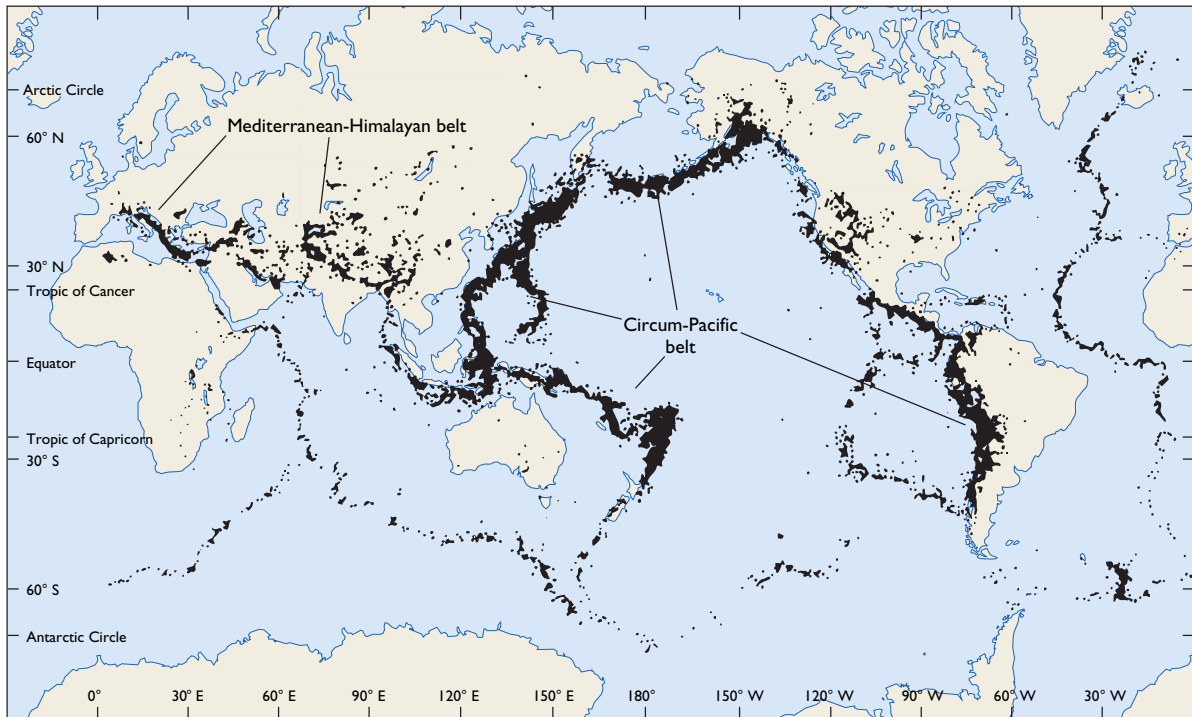 Arctic Circle
60° N
Mediterranean-Himalayan belt
30° N
Tropic of Cancer
Circum-Pacific
belt
Equator
Tropic of Capricorn
30° S
60° S
Antarctic Circle
0° 30° E 60° E 90° E 120° E 150° E 180° 150° W 120° W 90° W 60° W 30° W